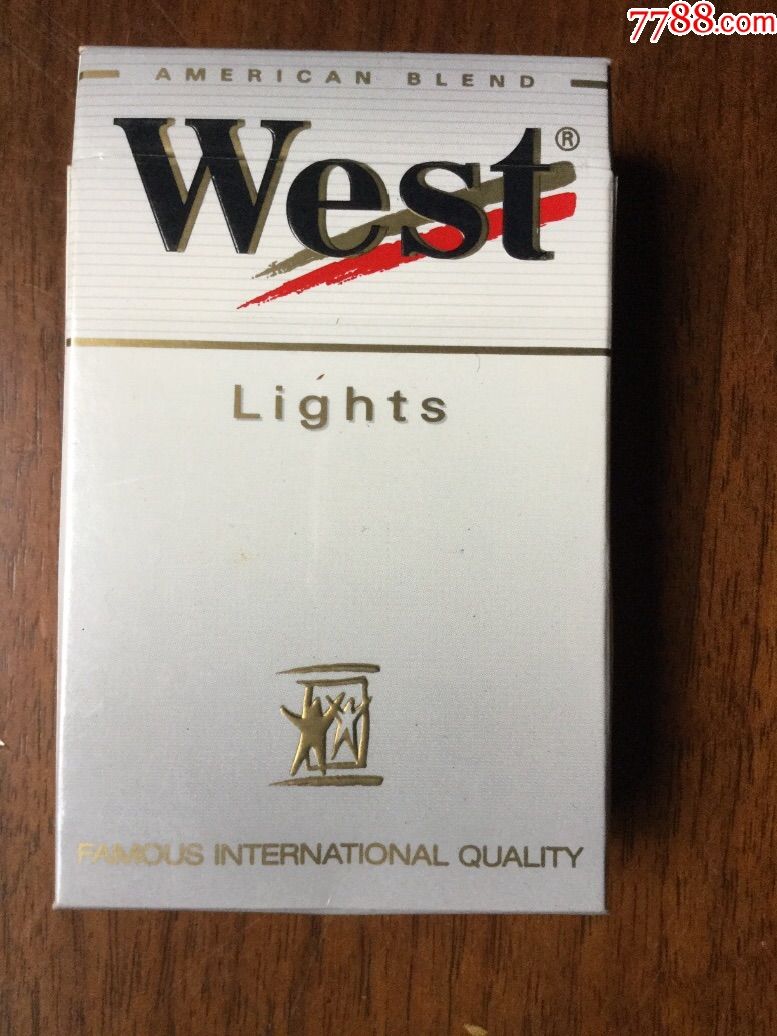 7788.com
AMERICAN BLEND
West®
Lights
FAMOUS INTERNATIONAL QUALITY